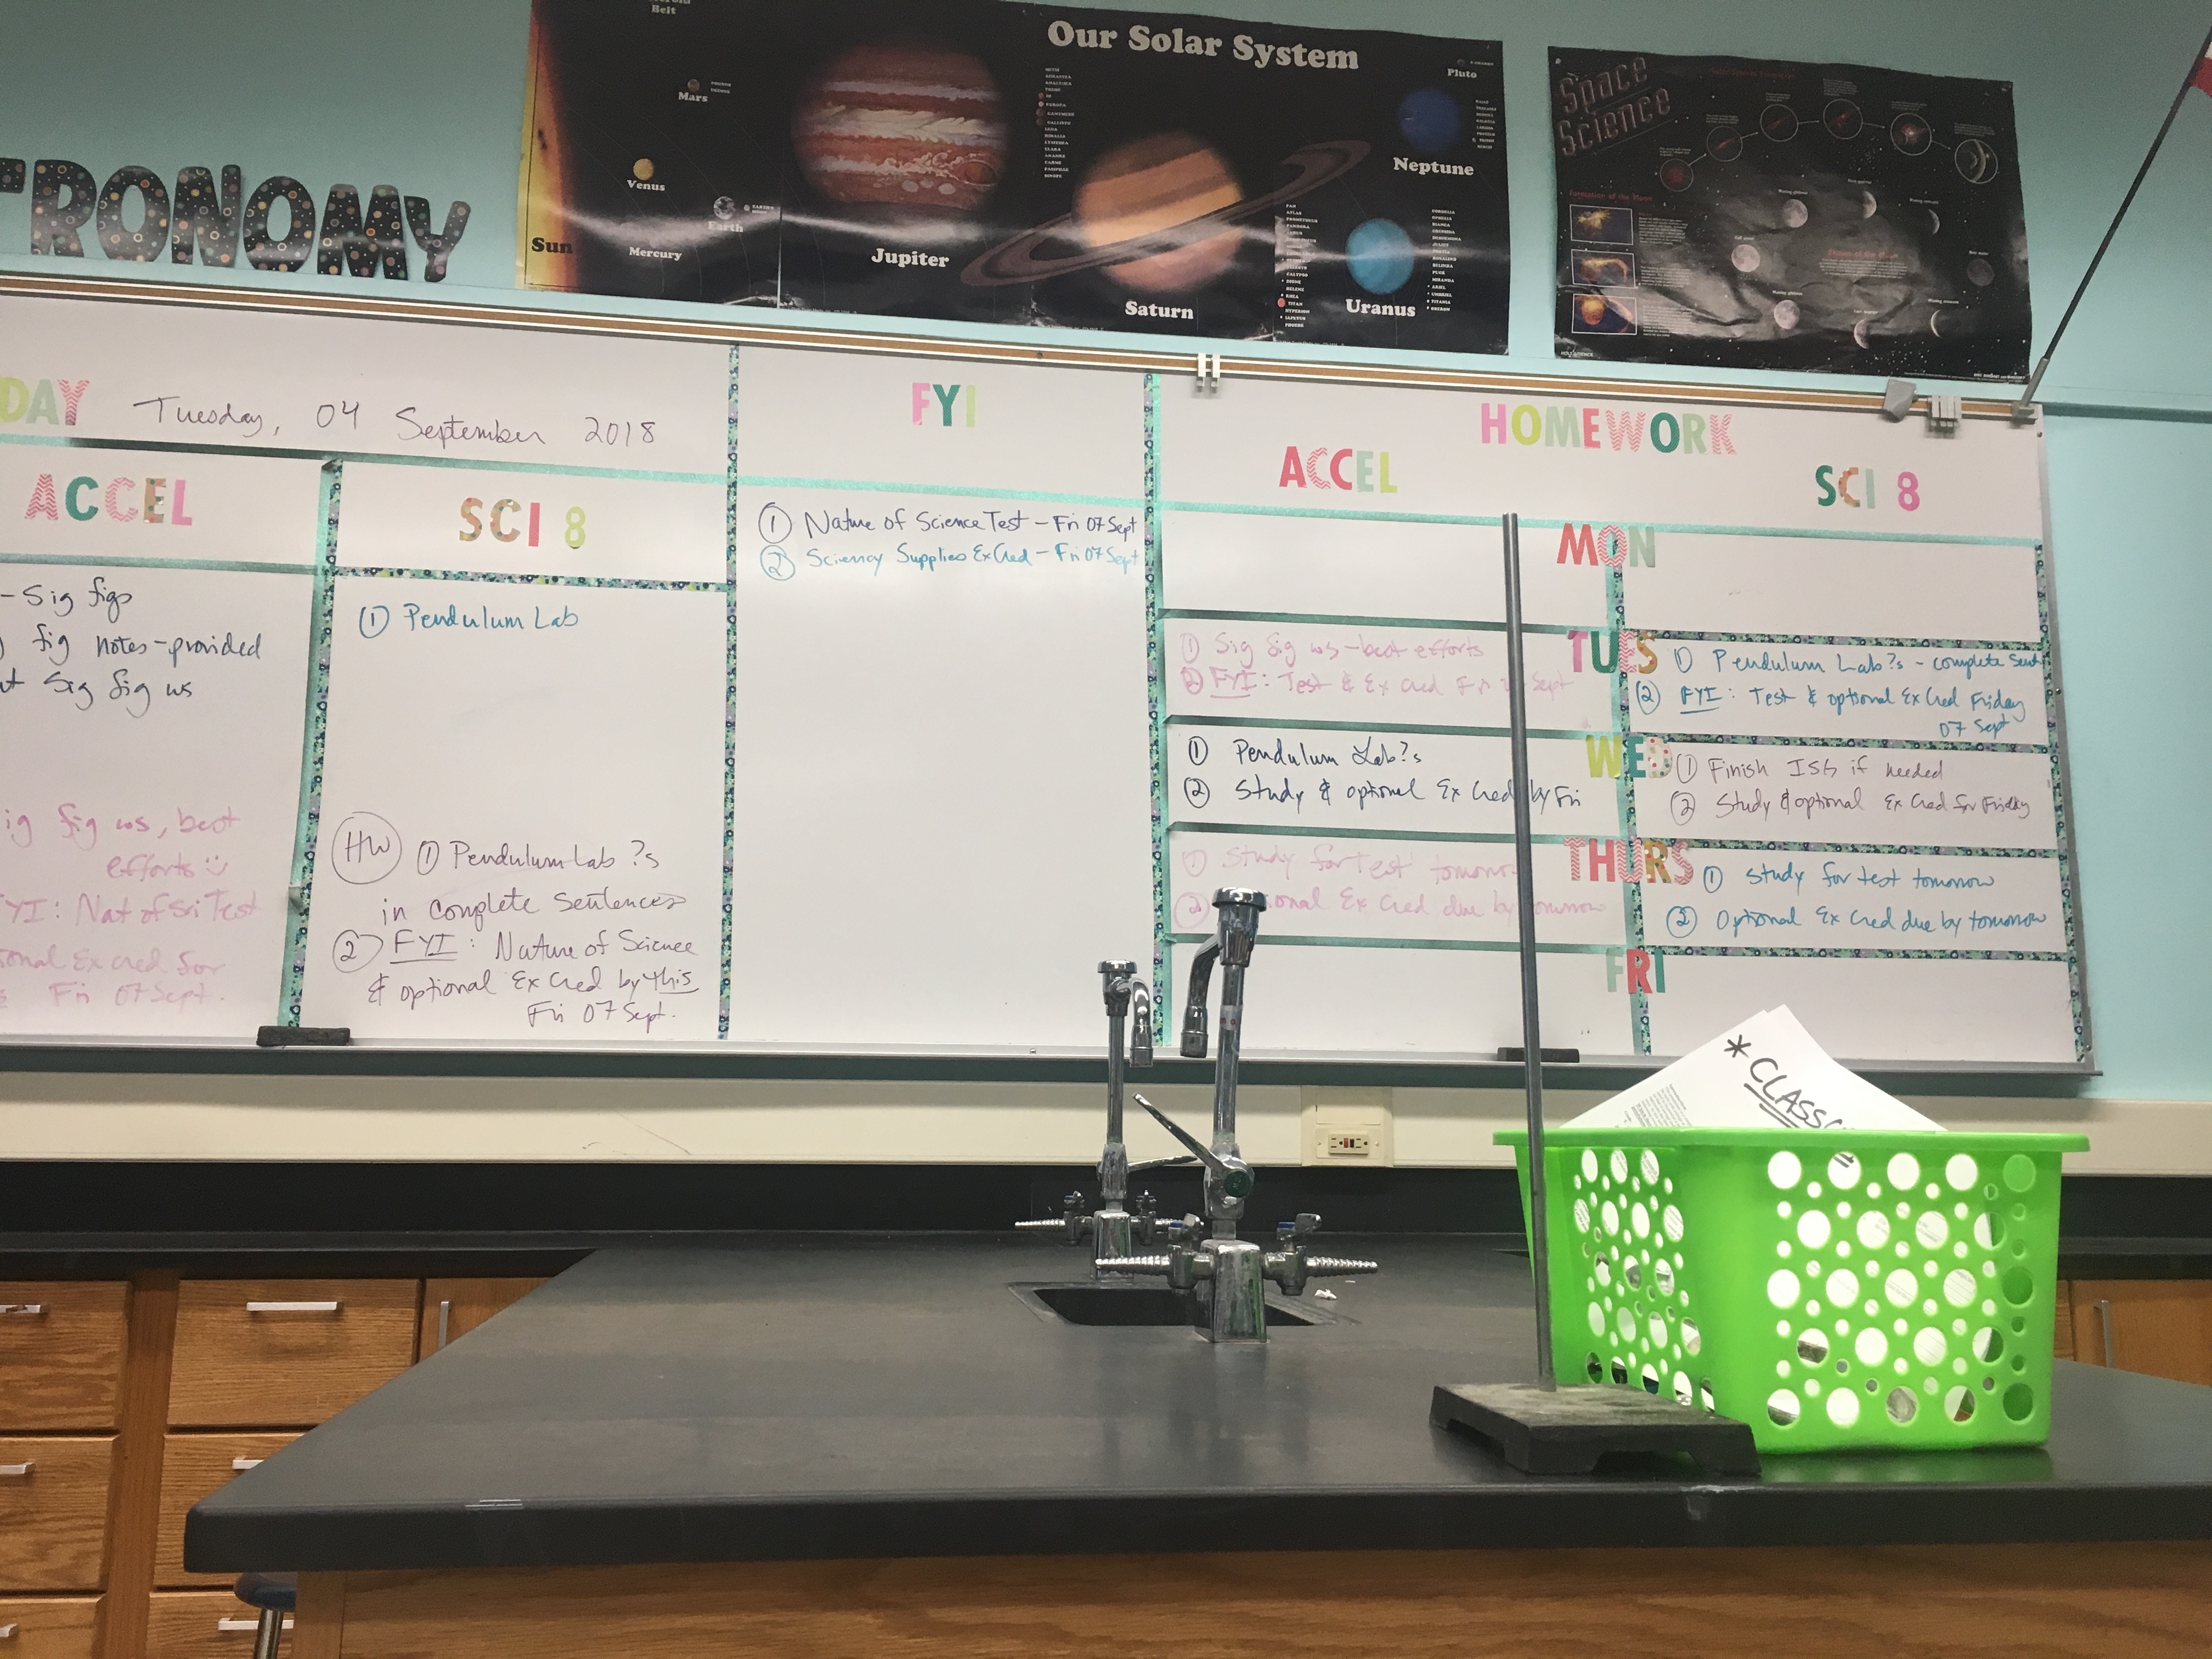 Belt
Our Solar System
Mars
Venus
Earth
Mercury
Sun
Jupiter
Saturn
Uranus
Neptune
Pluto
Space
Science
Formation of the Moon
TRONOMY
DAY Tuesday, 04 September 2018
ACCEL
- Sig figs
fig notes-provided
Sig fig ws
ig fig ws, best
efforts
YI: Nat of Sci Test
onal Ex Cred for
Fri 07 Sept.
SCI 8
1 Pendulum Lab
HW 1 Pendulum Lab ?s
in complete sentences
2 FYI: Nature of Science
& optional Ex Cred by this
Fri 07 Sept.
FYI
1 Nature of Science Test - Fri 07 Sept
2 Sciency Supplies Ex Cred - Fri 07 Sept
HOMEWORK
ACCEL
SCI 8
MON
TUES
1 Sig fig ws-best efforts
2 FYI: Test & Ex Cred Fri Sept
1 Pendulum Lab ?s - complete sent
2 FYI: Test & optional Ex Cred Friday
07 Sept
WED
1 Pendulum Lab ?s
2 Study & optional Ex Cred by Fri
1 Finish ISG if needed
2 Study & optional Ex Cred for Friday
THURS
1 Study for test tomorro
2 onal Ex Cred due by tomorrow
1 Study for test tomorrow
2 Optional Ex Cred due by tomorrow
FRI
* CLASS